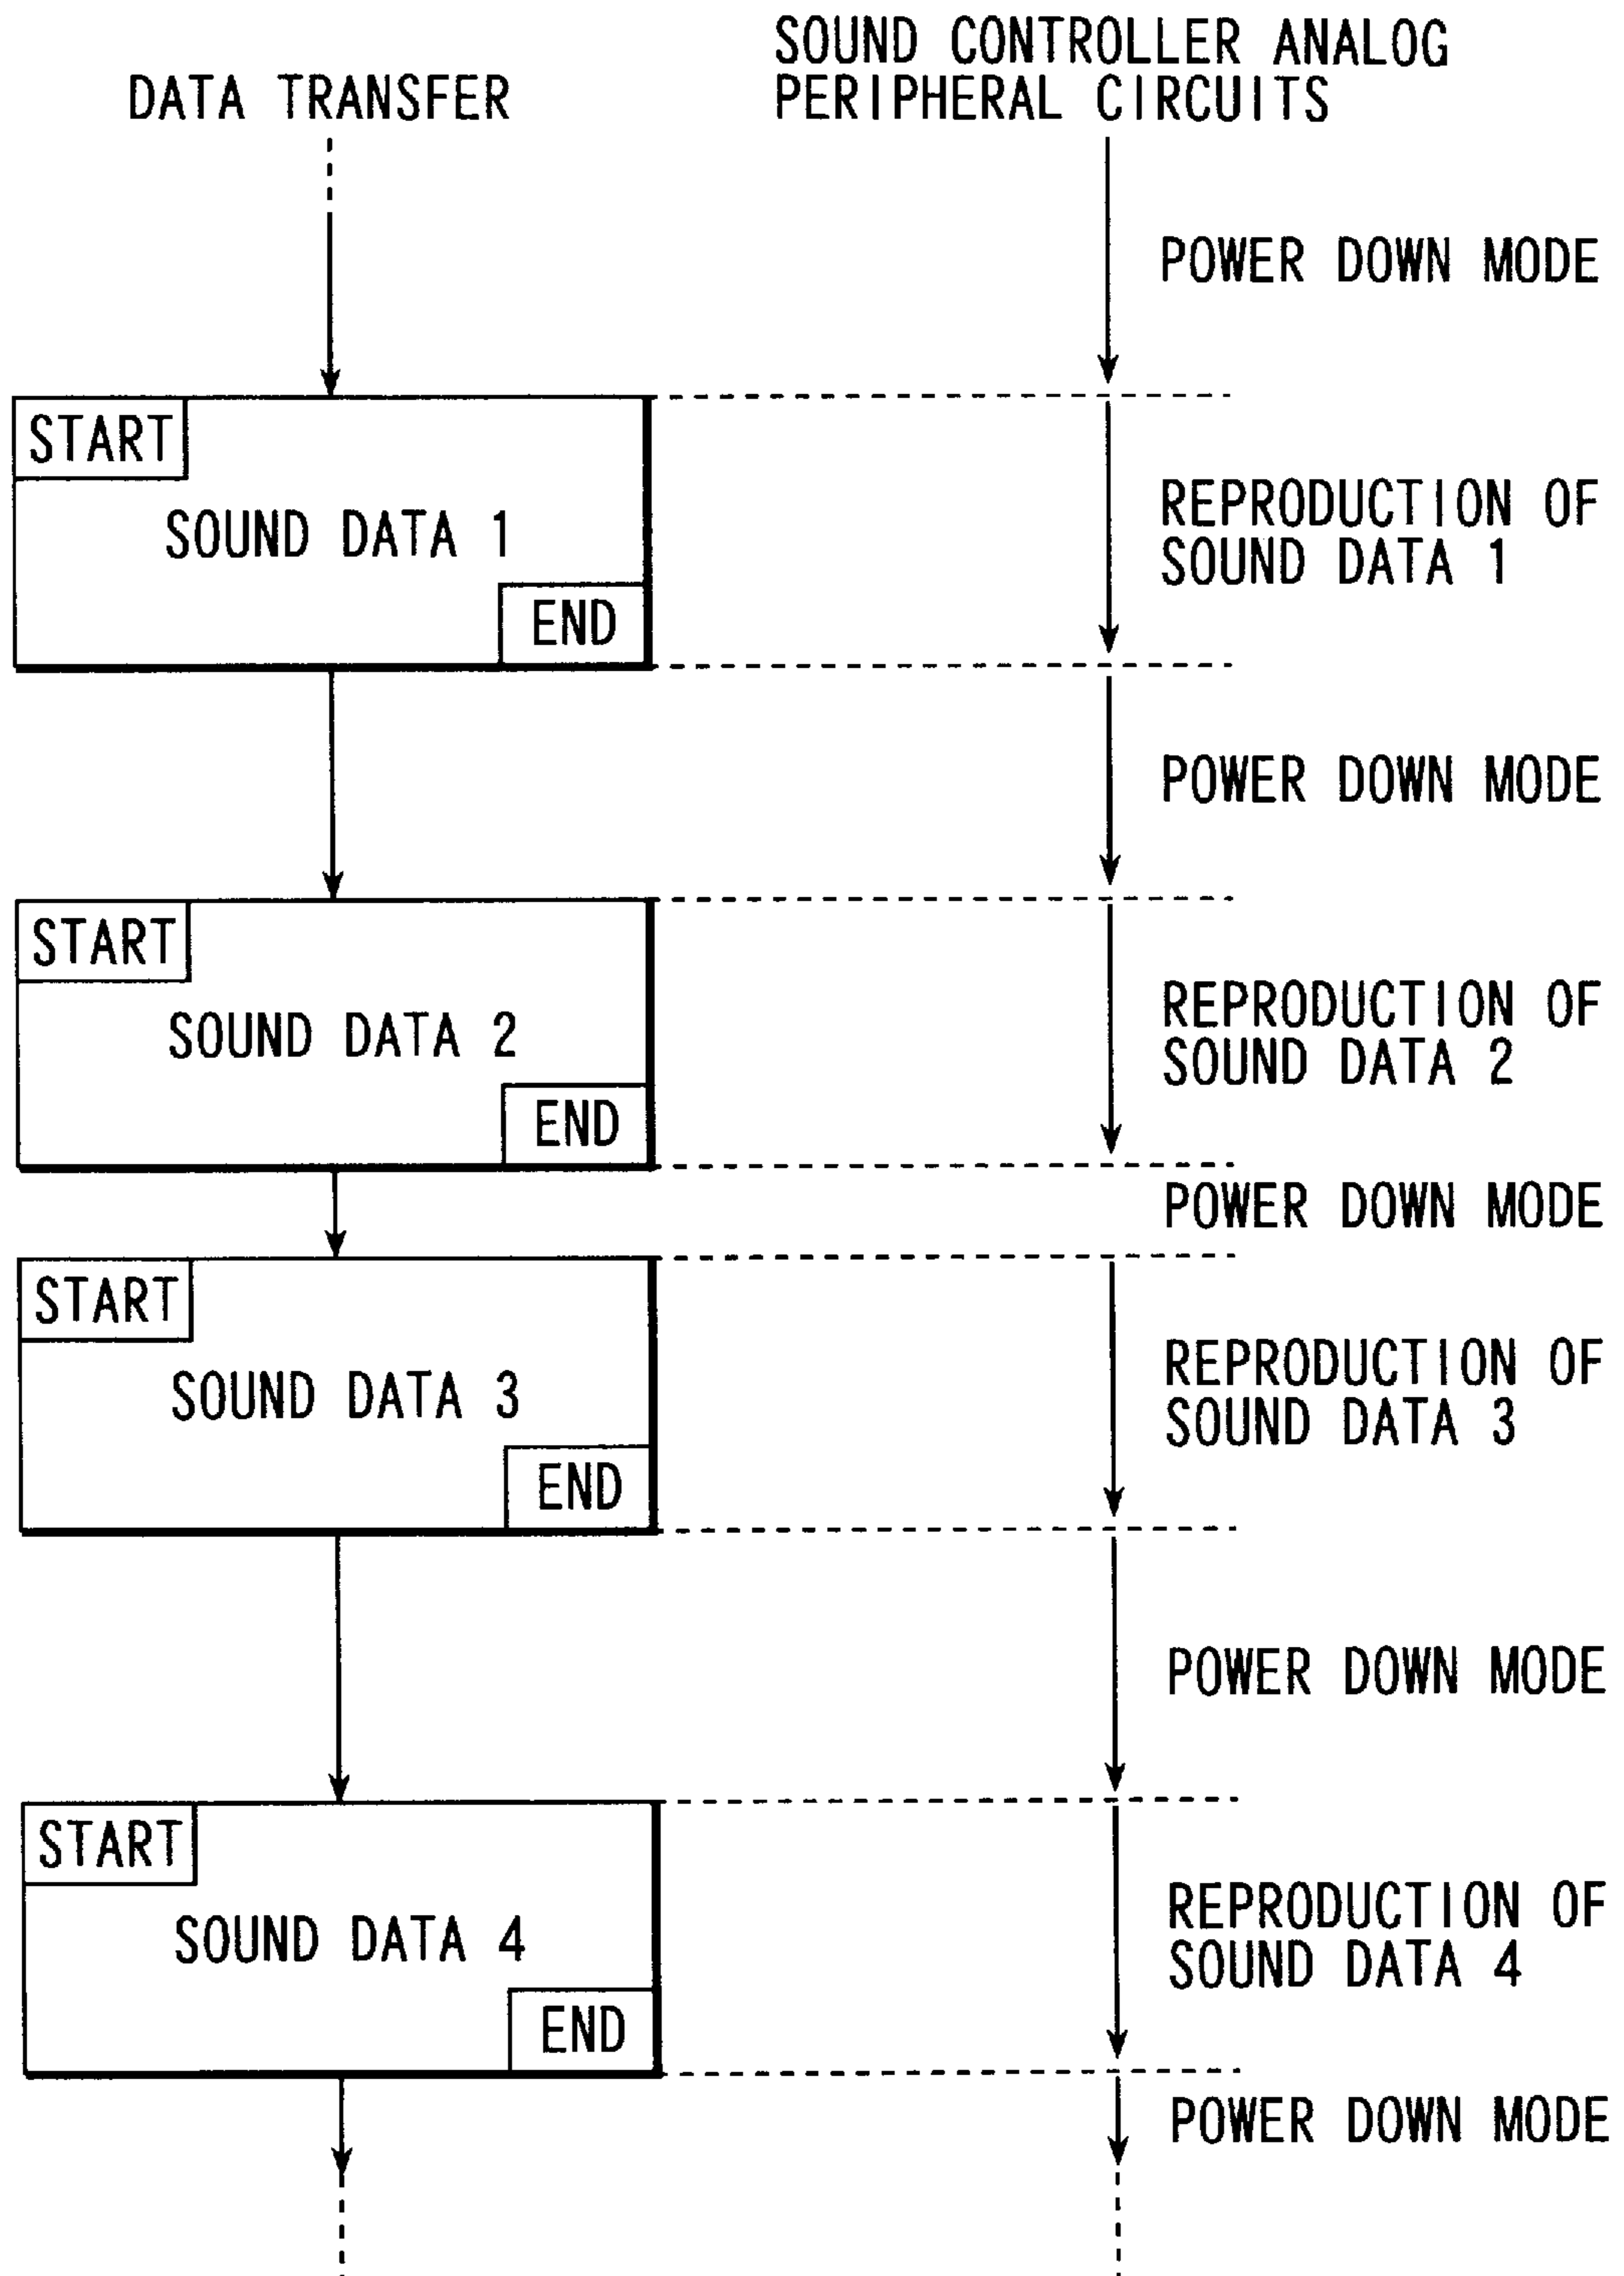 DATA TRANSFER
SOUND CONTROLLER ANALOG
PERIPHERAL CIRCUITS
POWER DOWN MODE
START
SOUND DATA 1
END
REPRODUCTION OF
SOUND DATA 1
POWER DOWN MODE
START
SOUND DATA 2
END
REPRODUCTION OF
SOUND DATA 2
POWER DOWN MODE
START
SOUND DATA 3
END
REPRODUCTION OF
SOUND DATA 3
POWER DOWN MODE
START
SOUND DATA 4
END
REPRODUCTION OF
SOUND DATA 4
POWER DOWN MODE